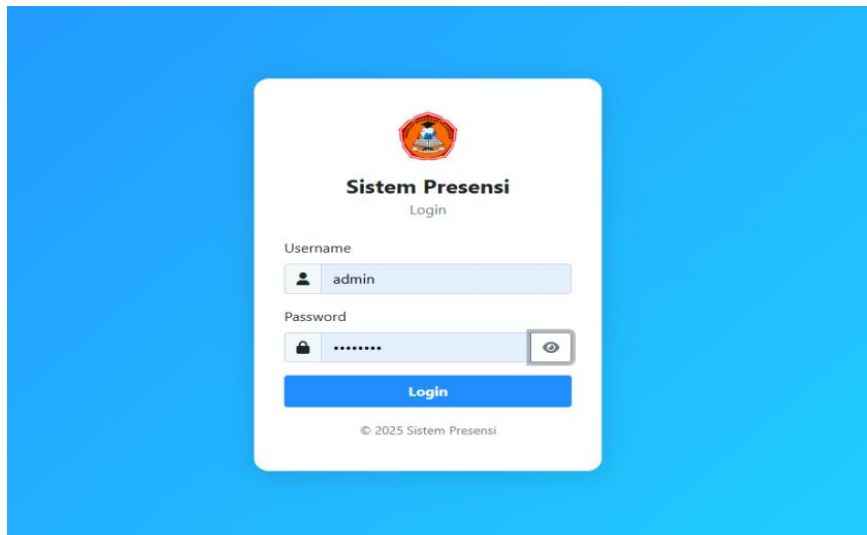 Sistem Presensi
Login
Username
admin
Password
••••••••
Login
© 2025 Sistem Presensi